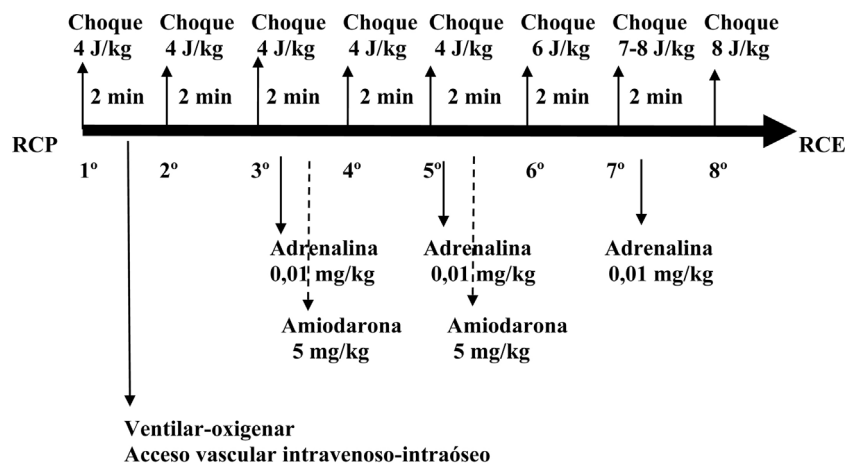 Choque Choque Choque Choque Choque Choque Choque Choque
4 J/kg 4 J/kg 4 J/kg 4 J/kg 4 J/kg 6 J/kg 7-8 J/kg 8 J/kg
2 min 2 min 2 min 2 min 2 min 2 min 2 min
RCP RCE
1º 2º 3º 4º 5º 6º 7º 8º
Adrenalina Adrenalina Adrenalina
0,01 mg/kg 0,01 mg/kg 0,01 mg/kg
Amiodarona Amiodarona
5 mg/kg 5 mg/kg
Ventilar-oxigenar
Acceso vascular intravenoso-intraóseo